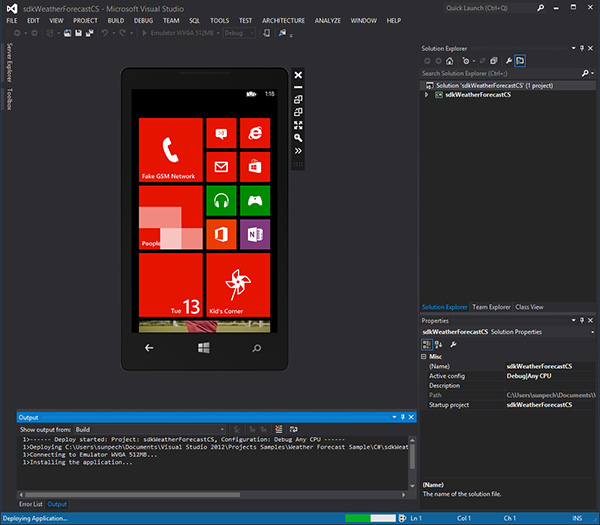 sdkWeatherForecastCS - Microsoft Visual Studio
Quick Launch (Ctrl+Q)
FILE EDIT VIEW PROJECT BUILD DEBUG TEAM SQL TOOLS TEST ARCHITECTURE ANALYZE WINDOW HELP
Emulator WVGA 512MB Debug
Server Explorer
Toolbox
1:18
Fake GSM Network
People
Tue 13
Kid's Corner
Solution Explorer
Search Solution Explorer (Ctrl+;)
Solution 'sdkWeatherForecastCS' (1 project)
sdkWeatherForecastCS
Solution Explorer Team Explorer Class View
Properties
sdkWeatherForecastCS Solution Properties
Misc
(Name) sdkWeatherForecastCS
Active config Debug|Any CPU
Description
Path C:\Users\sunpech\Documents\
Startup project sdkWeatherForecastCS
(Name)
The name of the solution file.
Output
Show output from: Build
1>------ Deploy started: Project: sdkWeatherForecastCS, Configuration: Debug Any CPU ------
1>Deploying C:\Users\sunpech\Documents\Visual Studio 2012\Projects Samples\Weather Forecast Sample\C#\sdkWeat
1>Connecting to Emulator WVGA 512MB...
1>Installing the application...
Error List Output
Deploying Application... Ln 1 Col 1 Ch 1 INS